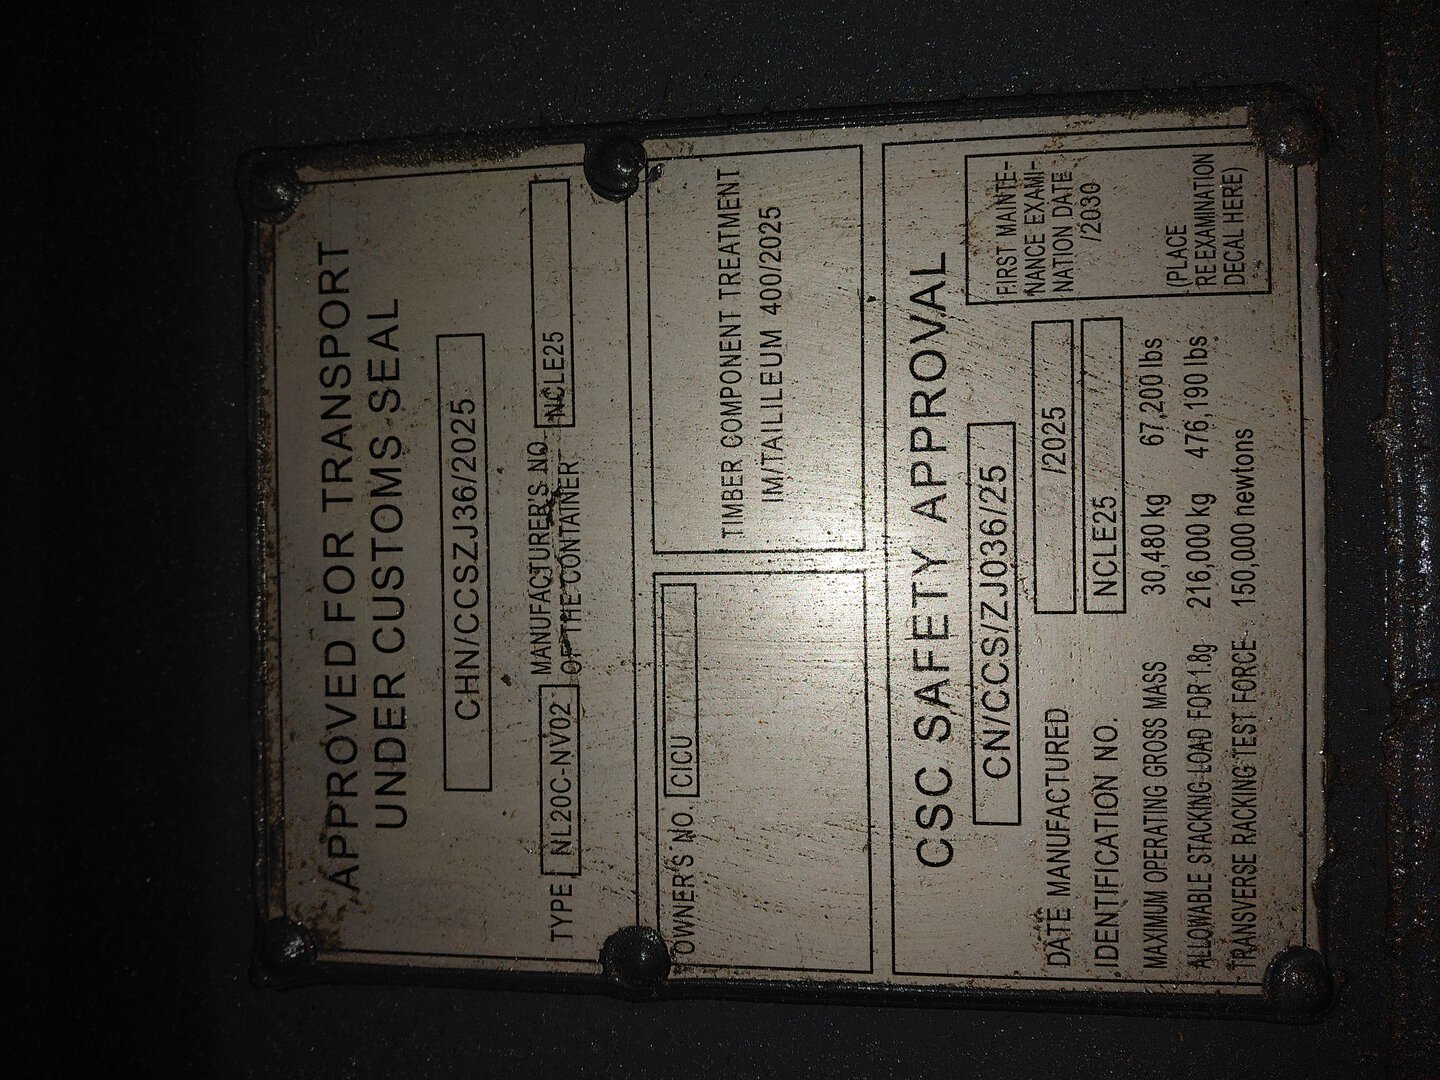 APPROVED FOR TRANSPORT
UNDER CUSTOMS SEAL
CHN/CCSZJ36/2025
TYPE NL20C-NV02 MANUFACTURER'S NO.
OF THE CONTAINER NCLE25
OWNER'S NO. CICU
TIMBER COMPONENT TREATMENT
IM/TAILILEUM 400/2025
CSC SAFETY APPROVAL
CN/CCS/ZJ036/25
DATE MANUFACTURED /2025
IDENTIFICATION NO. NCLE25
MAXIMUM OPERATING GROSS MASS 30,480 kg 67,200 lbs
ALLOWABLE STACKING LOAD FOR 1.8g 216,000 kg 476,190 lbs
TRANSVERSE RACKING TEST FORCE 150,000 newtons
FIRST MAINTE-
NANCE EXAMI-
NATION DATE
/2030
(PLACE
RE-EXAMINATION
DECAL HERE)